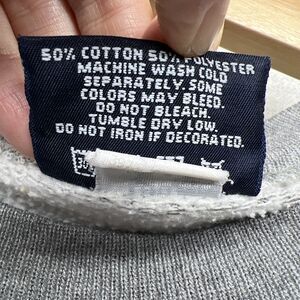 50% COTTON 50% POLYESTER
MACHINE WASH COLD
SEPARATELY. SOME
COLORS MAY BLEED.
DO NOT BLEACH.
TUMBLE DRY LOW.
DO NOT IRON IF DECORATED.